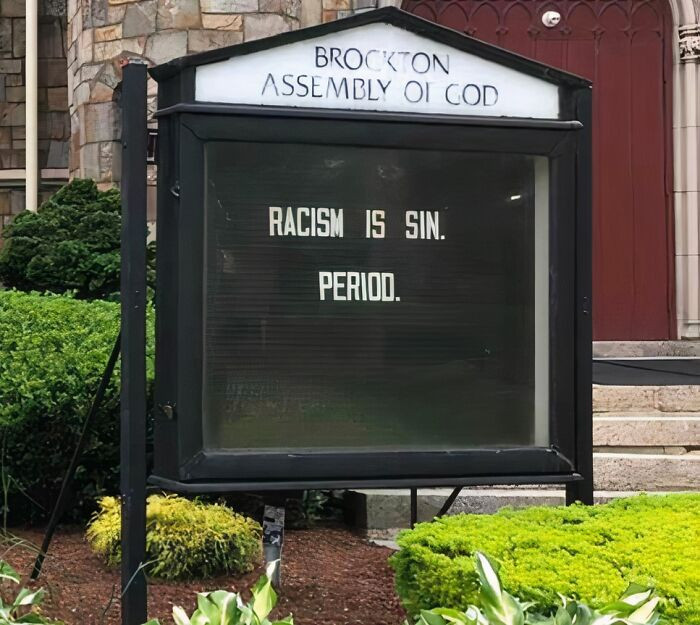 BROCKTON
ASSEMBLY OF GOD
RACISM IS SIN.
PERIOD.